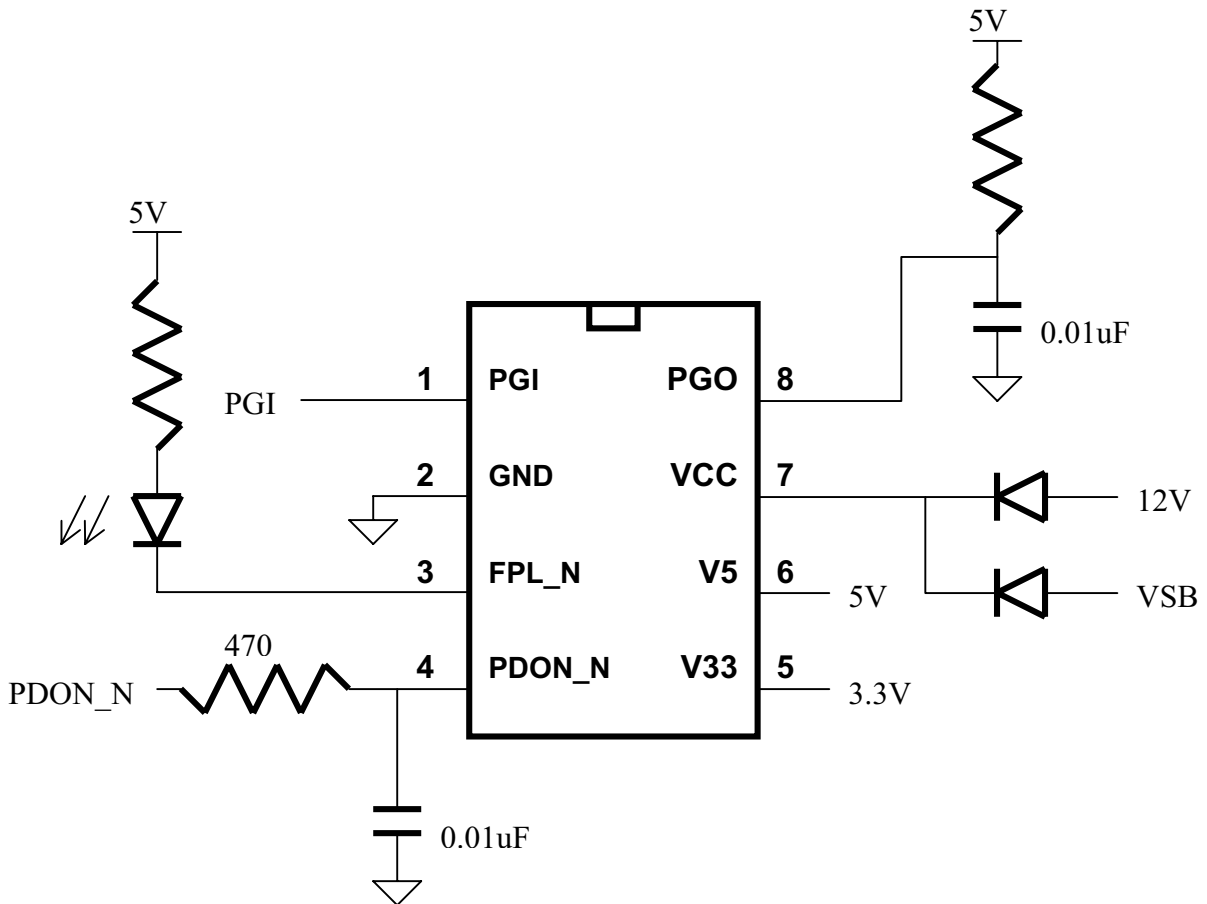 5V
5V
0.01uF
PGI
1
PGI
PGO
8
2
GND
VCC
7
12V
3
FPL_N
V5
6
5V
VSB
470
PDON_N
4
PDON_N
V33
5
3.3V
0.01uF